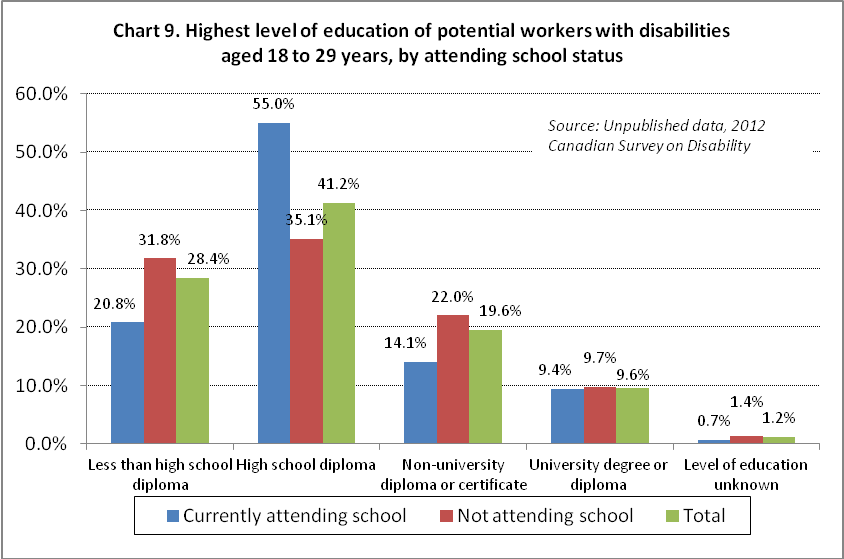 Chart 9. Highest level of education of potential workers with disabilities
aged 18 to 29 years, by attending school status
Source: Unpublished data, 2012
Canadian Survey on Disability
60.0%
50.0%
40.0%
30.0%
20.0%
10.0%
0.0%
20.8%
31.8%
28.4%
55.0%
35.1%
41.2%
14.1%
22.0%
19.6%
9.4%
9.7%
9.6%
0.7%
1.4%
1.2%
Less than high school
diploma
High school diploma
Non-university
diploma or certificate
University degree or
diploma
Level of education
unknown
Currently attending school
Not attending school
Total